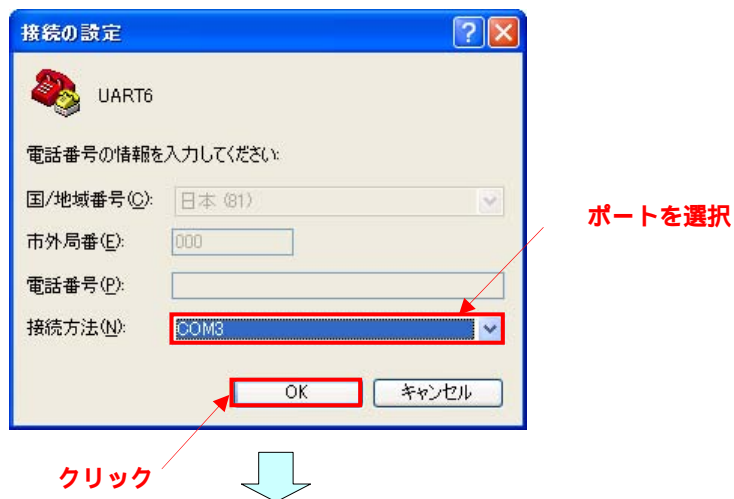 接続の設定
UART6
電話番号の情報を入力してください:
国/地域番号(C): 日本 (81)
ポートを選択
市外局番(E): 000
電話番号(P):
接続方法(N): COM3
OK キャンセル
クリック